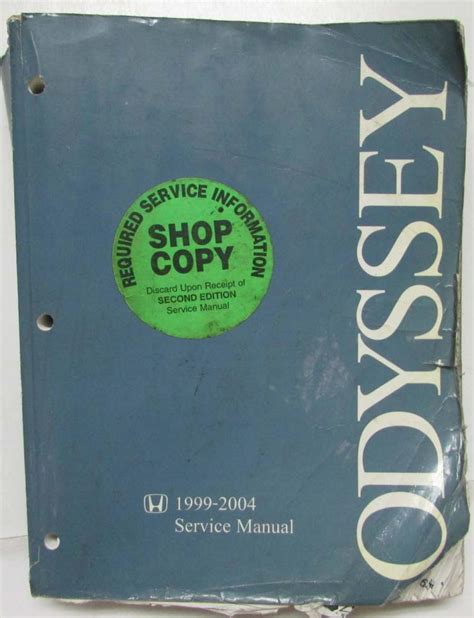 ODYSSEY
REQUIRED SERVICE INFORMATION
SHOP
COPY
Discard Upon Receipt of
SECOND EDITION
Service Manual
1999-2004
Service Manual